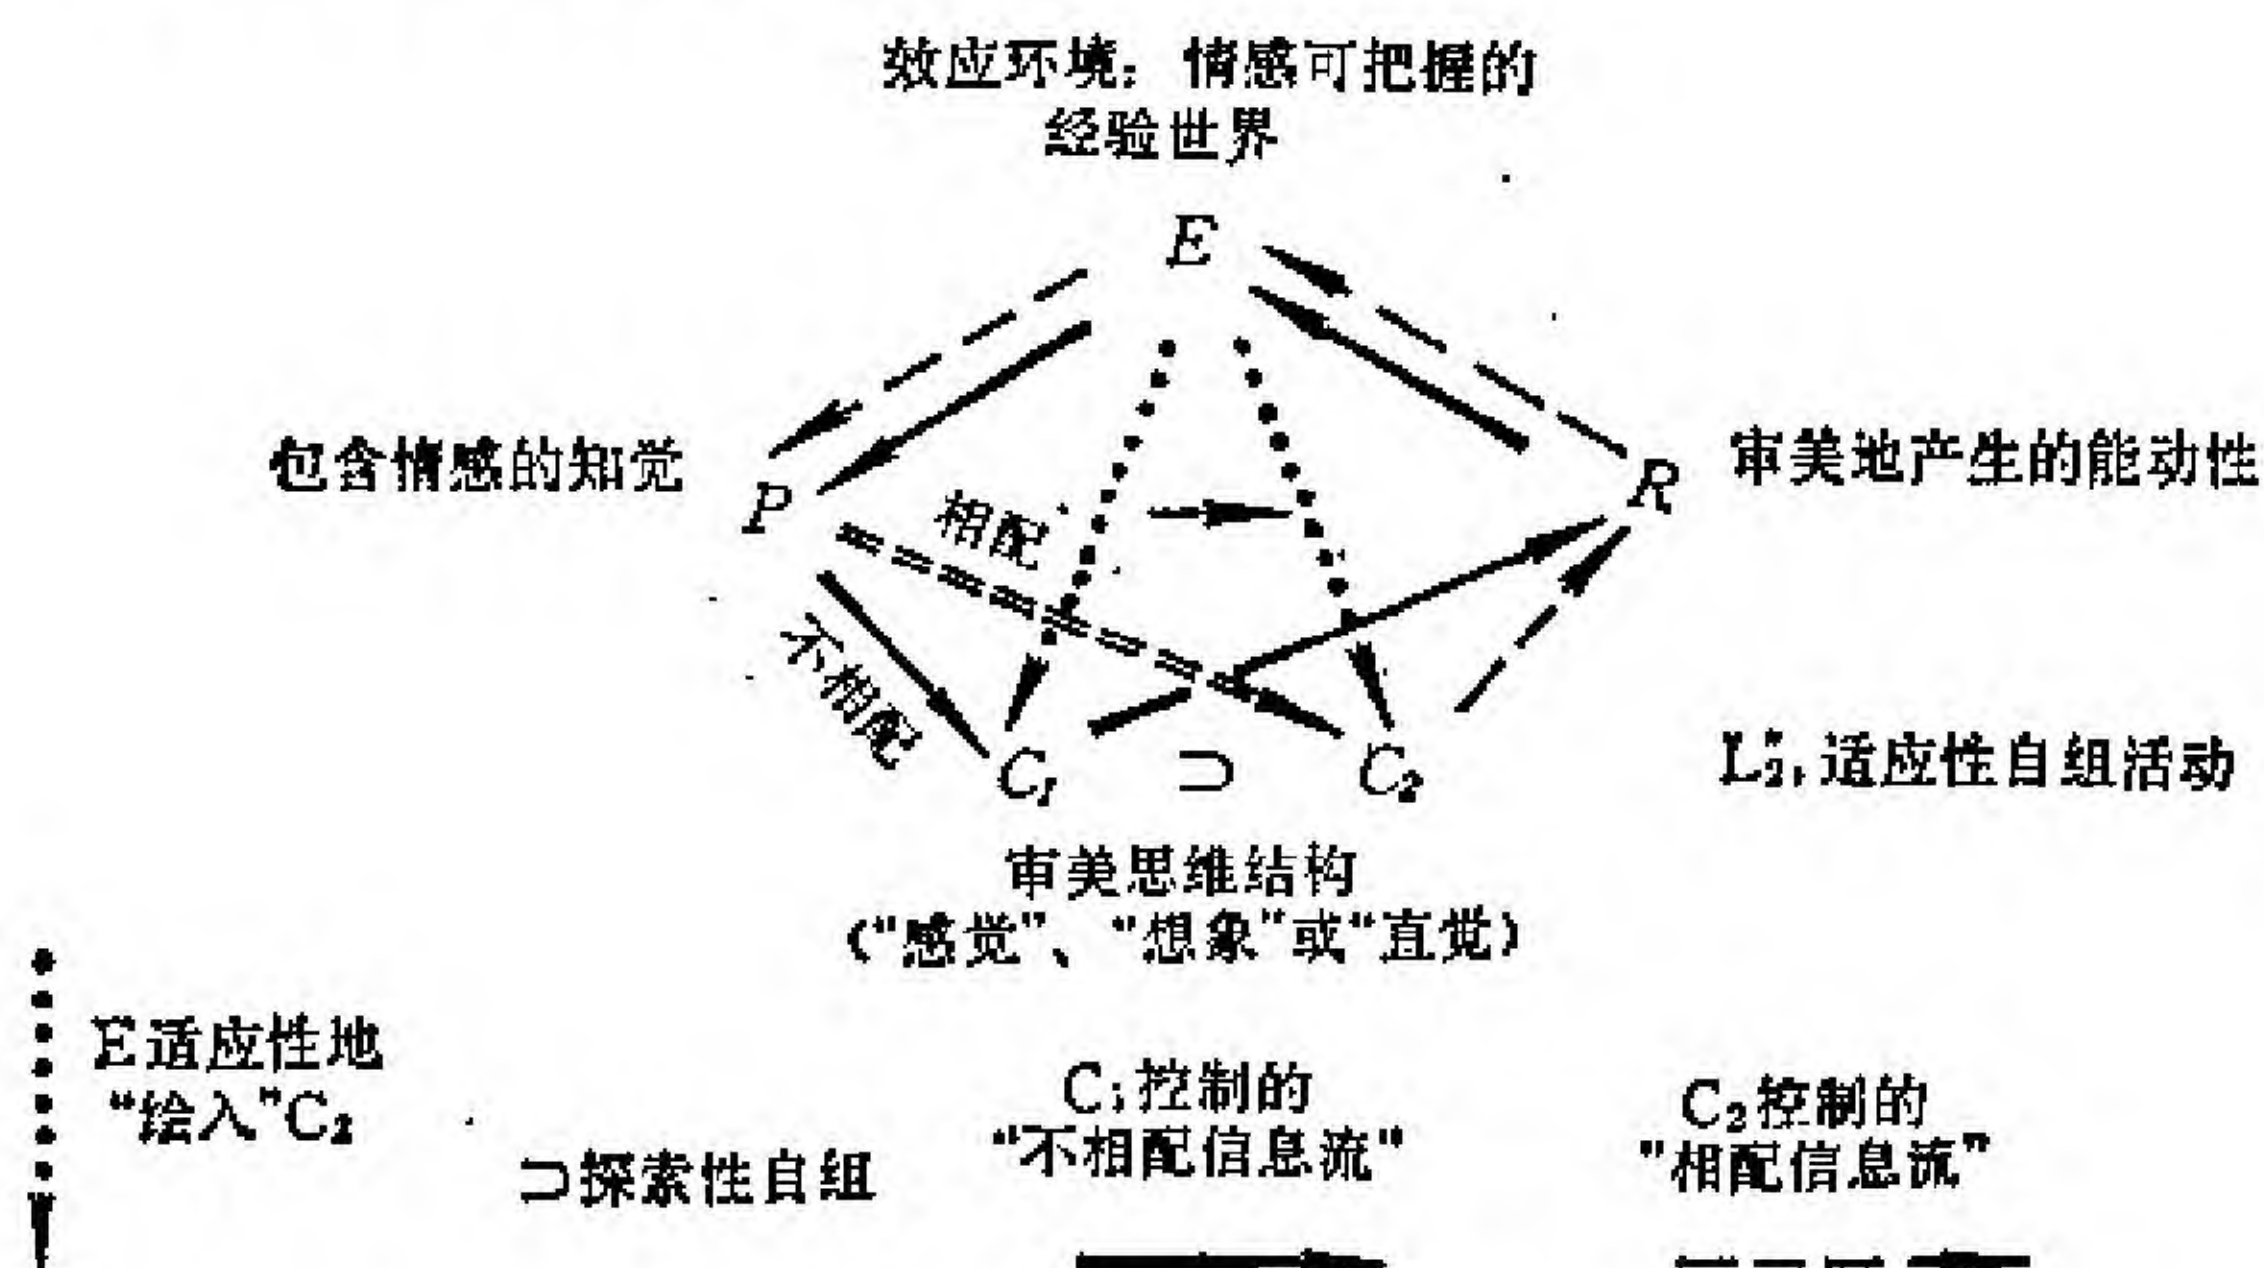 效应环境：情感可把握的
经验世界
E
包含情感的知觉
P
相配
R
审美地产生的能动性
不相配
C₁
⊃
C₂
L₂″，适应性自组活动
审美思维结构
（“感觉”、“想象”或“直觉）
E适应性地
“绘入”C₂
⊃探索性自组
C₁控制的
“不相配信息流”
C₂控制的
”相配信息流”